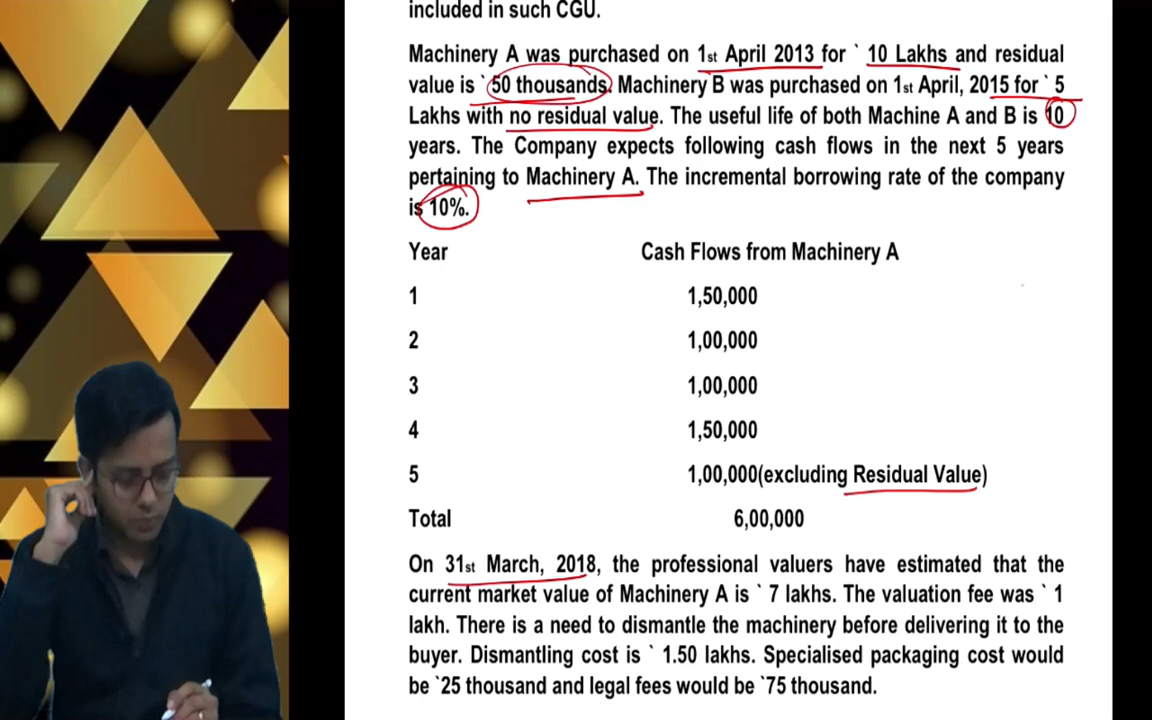 included in such CGU.
Machinery A was purchased on 1st April 2013 for ` 10 Lakhs and residual
value is ` 50 thousands. Machinery B was purchased on 1st April, 2015 for ` 5
Lakhs with no residual value. The useful life of both Machine A and B is 10
years. The Company expects following cash flows in the next 5 years
pertaining to Machinery A. The incremental borrowing rate of the company
is 10%.
Year Cash Flows from Machinery A
1 1,50,000
2 1,00,000
3 1,00,000
4 1,50,000
5 1,00,000(excluding Residual Value)
Total 6,00,000
On 31st March, 2018, the professional valuers have estimated that the
current market value of Machinery A is ` 7 lakhs. The valuation fee was ` 1
lakh. There is a need to dismantle the machinery before delivering it to the
buyer. Dismantling cost is ` 1.50 lakhs. Specialised packaging cost would
be `25 thousand and legal fees would be `75 thousand.